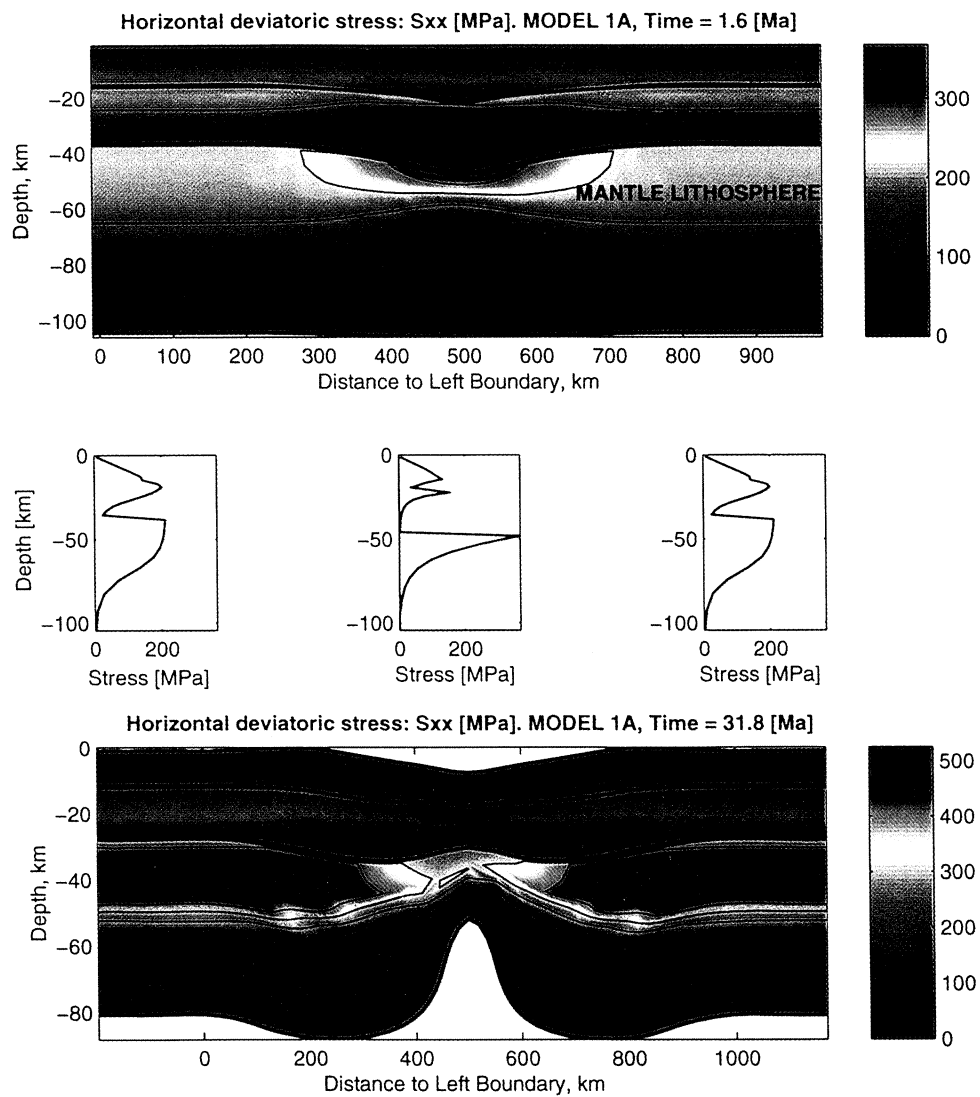 Horizontal deviatoric stress: Sxx [MPa]. MODEL 1A, Time = 1.6 [Ma]
Depth, km
−20
−40
−60
−80
−100
MANTLE LITHOSPHERE
0 100 200 300 400 500 600 700 800 900
Distance to Left Boundary, km
300
200
100
0
Depth [km]
0
−50
−100
0 200
Stress [MPa]
0
−50
−100
0 200
Stress [MPa]
0
−50
−100
0 200
Stress [MPa]
Horizontal deviatoric stress: Sxx [MPa]. MODEL 1A, Time = 31.8 [Ma]
Depth, km
0
−20
−40
−60
−80
0 200 400 600 800 1000
Distance to Left Boundary, km
500
400
300
200
100
0